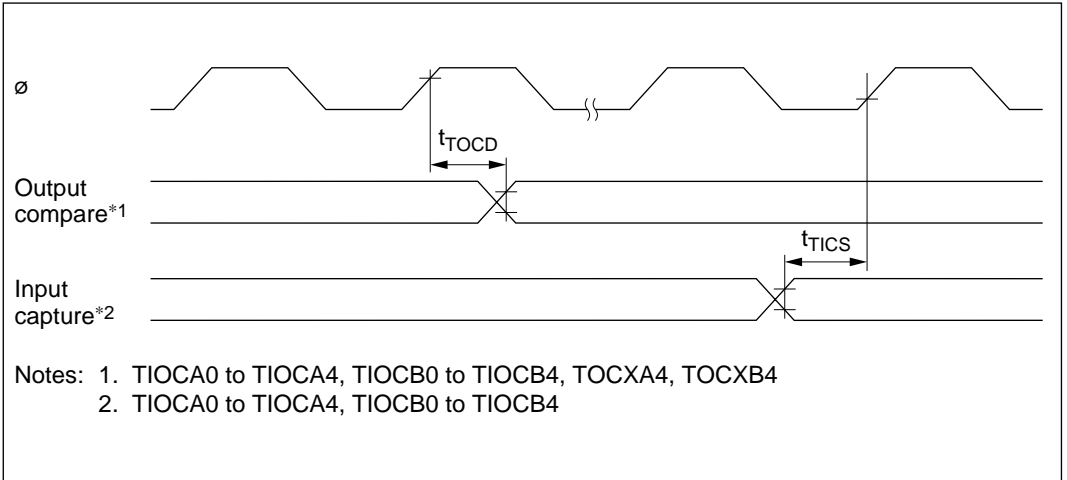 ø
tTOCD
Output
compare*1
tTICS
Input
capture*2
Notes: 1. TIOCA0 to TIOCA4, TIOCB0 to TIOCB4, TOCXA4, TOCXB4
2. TIOCA0 to TIOCA4, TIOCB0 to TIOCB4